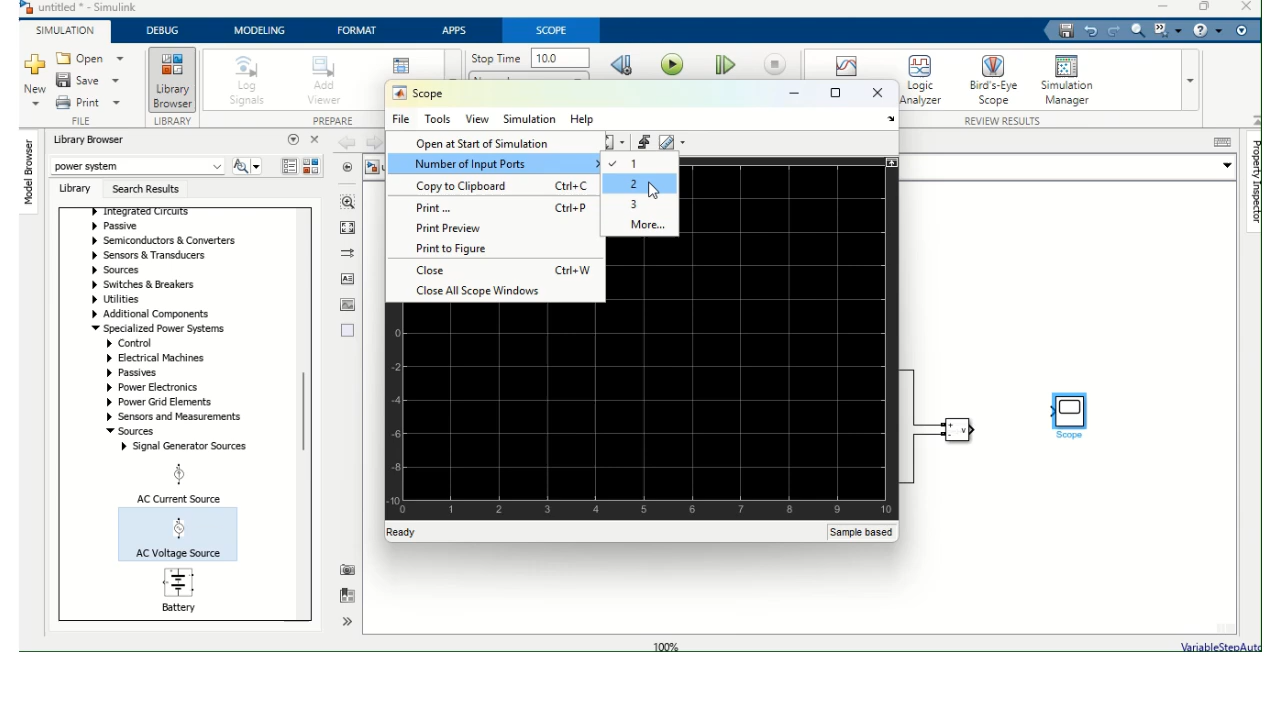 untitled * - Simulink
SIMULATION DEBUG MODELING FORMAT APPS SCOPE
New
Open
Save
Print
FILE
Library
Browser
LIBRARY
Log
Signals
Add
Viewer
PREPARE
Stop Time 10.0
Logic
Analyzer
Bird's-Eye
Scope
Simulation
Manager
REVIEW RESULTS
Model Browser
Library Browser
power system
Library Search Results
Integrated Circuits
Passive
Semiconductors & Converters
Sensors & Transducers
Sources
Switches & Breakers
Utilities
Additional Components
Specialized Power Systems
Control
Electrical Machines
Passives
Power Electronics
Power Grid Elements
Sensors and Measurements
Sources
Signal Generator Sources
AC Current Source
AC Voltage Source
Battery
Scope
File Tools View Simulation Help
Open at Start of Simulation
Number of Input Ports
Copy to Clipboard Ctrl+C
Print ... Ctrl+P
Print Preview
Print to Figure
Close Ctrl+W
Close All Scope Windows
1
2
3
More...
0
-2
-4
-6
-8
-10
0 1 2 3 4 5 6 7 8 9 10
Ready Sample based
+ v
-
Scope
Property Inspector
100% VariableStepAuto